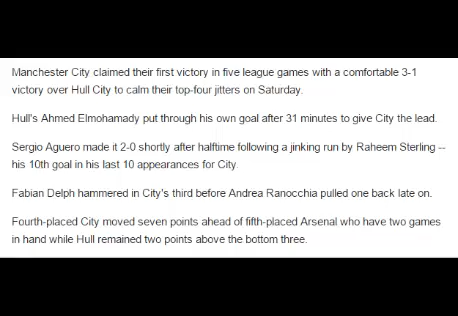 Manchester City claimed their first victory in five league games with a comfortable 3-1
victory over Hull City to calm their top-four jitters on Saturday.
Hull's Ahmed Elmohamady put through his own goal after 31 minutes to give City the lead.
Sergio Aguero made it 2-0 shortly after halftime following a jinking run by Raheem Sterling --
his 10th goal in his last 10 appearances for City.
Fabian Delph hammered in City's third before Andrea Ranocchia pulled one back late on.
Fourth-placed City moved seven points ahead of fifth-placed Arsenal who have two games
in hand while Hull remained two points above the bottom three.